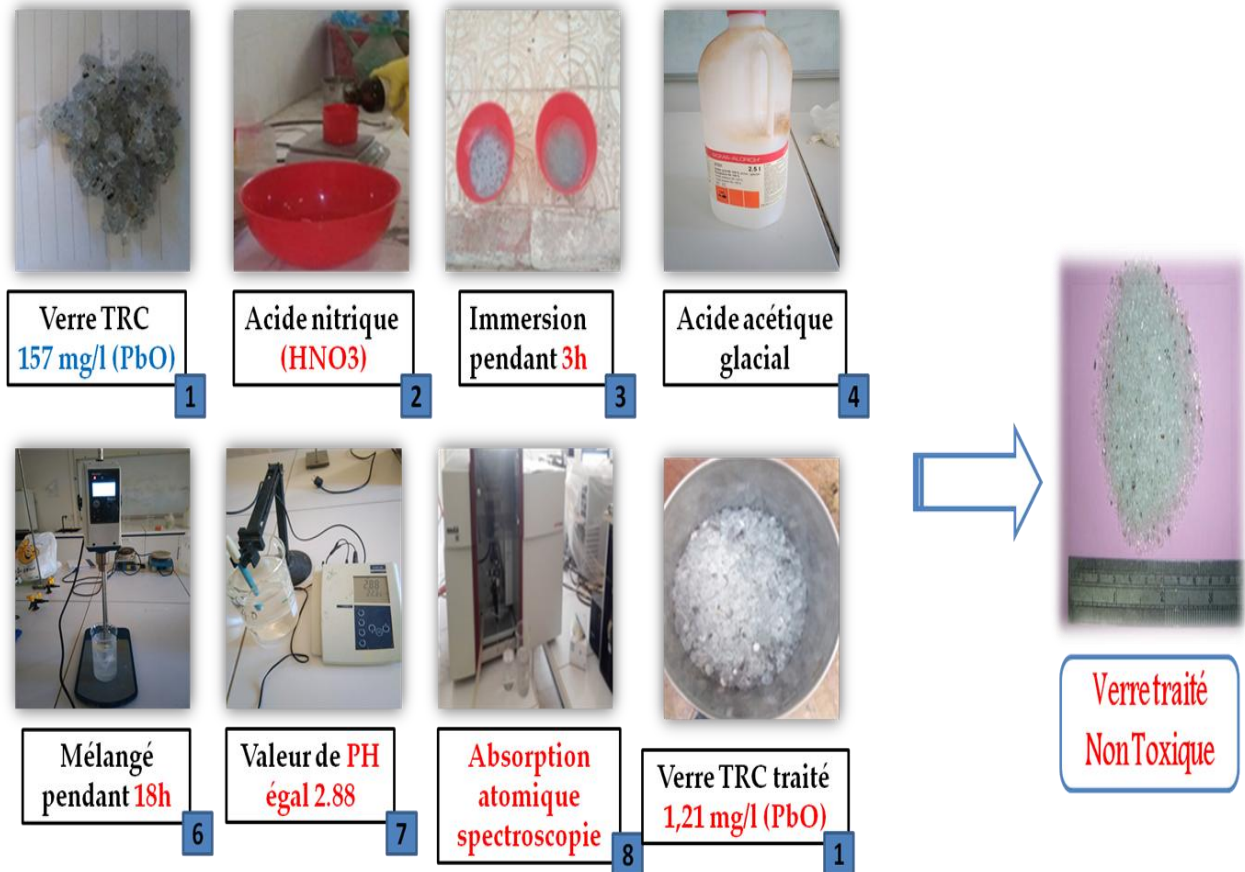 Verre TRC
157 mg/l (PbO)
1
Acide nitrique
(HNO3)
2
Immersion
pendant 3h
3
2.5 l
Acide acétique
glacial
4
Mélangé
pendant 18h
6
Valeur de PH
égal 2.88
7
Absorption
atomique
spectroscopie
8
Verre TRC traité
1,21 mg/l (PbO)
1
Verre traité
Non Toxique